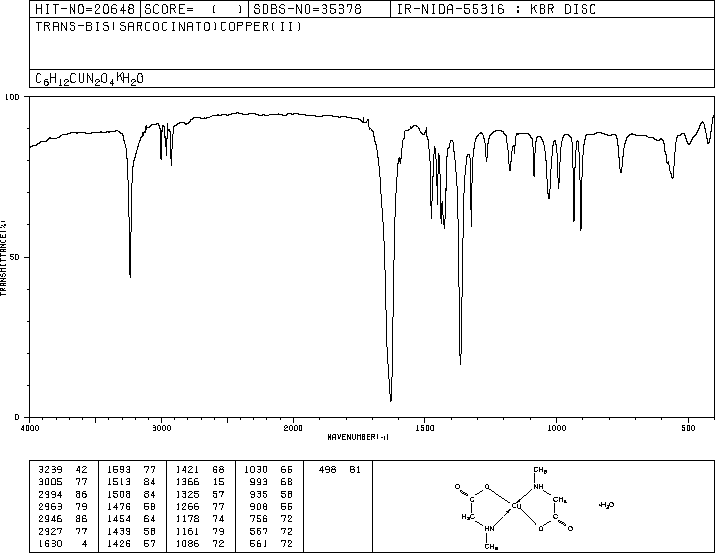 HIT-NO=20648 SCORE= ( ) SDBS-NO=35378 IR-NIDA-55316 : KBR DISC
TRANS-BIS(SARCOCINATO)COPPER(II)
C6H12CUN2O4KH2O
100
50
0
TRANSMITTANCE(%)
4000 3000 2000 1500 1000 500
WAVENUMBER(-1)
3239 42 1593 77 1421 68 1030 66 498 81
3005 77 1513 84 1366 15 993 68
2994 86 1508 84 1325 57 935 58
2963 79 1476 1266 77 908
2946 86 1454 64 1178 74 756 72
2927 77 1439 58 1161 79 567 72
1630 4 1426 57 1086 72 561 72
CH3
O O NH
C CH2
Cu ·H2O
H2C C
HN O O
CH3